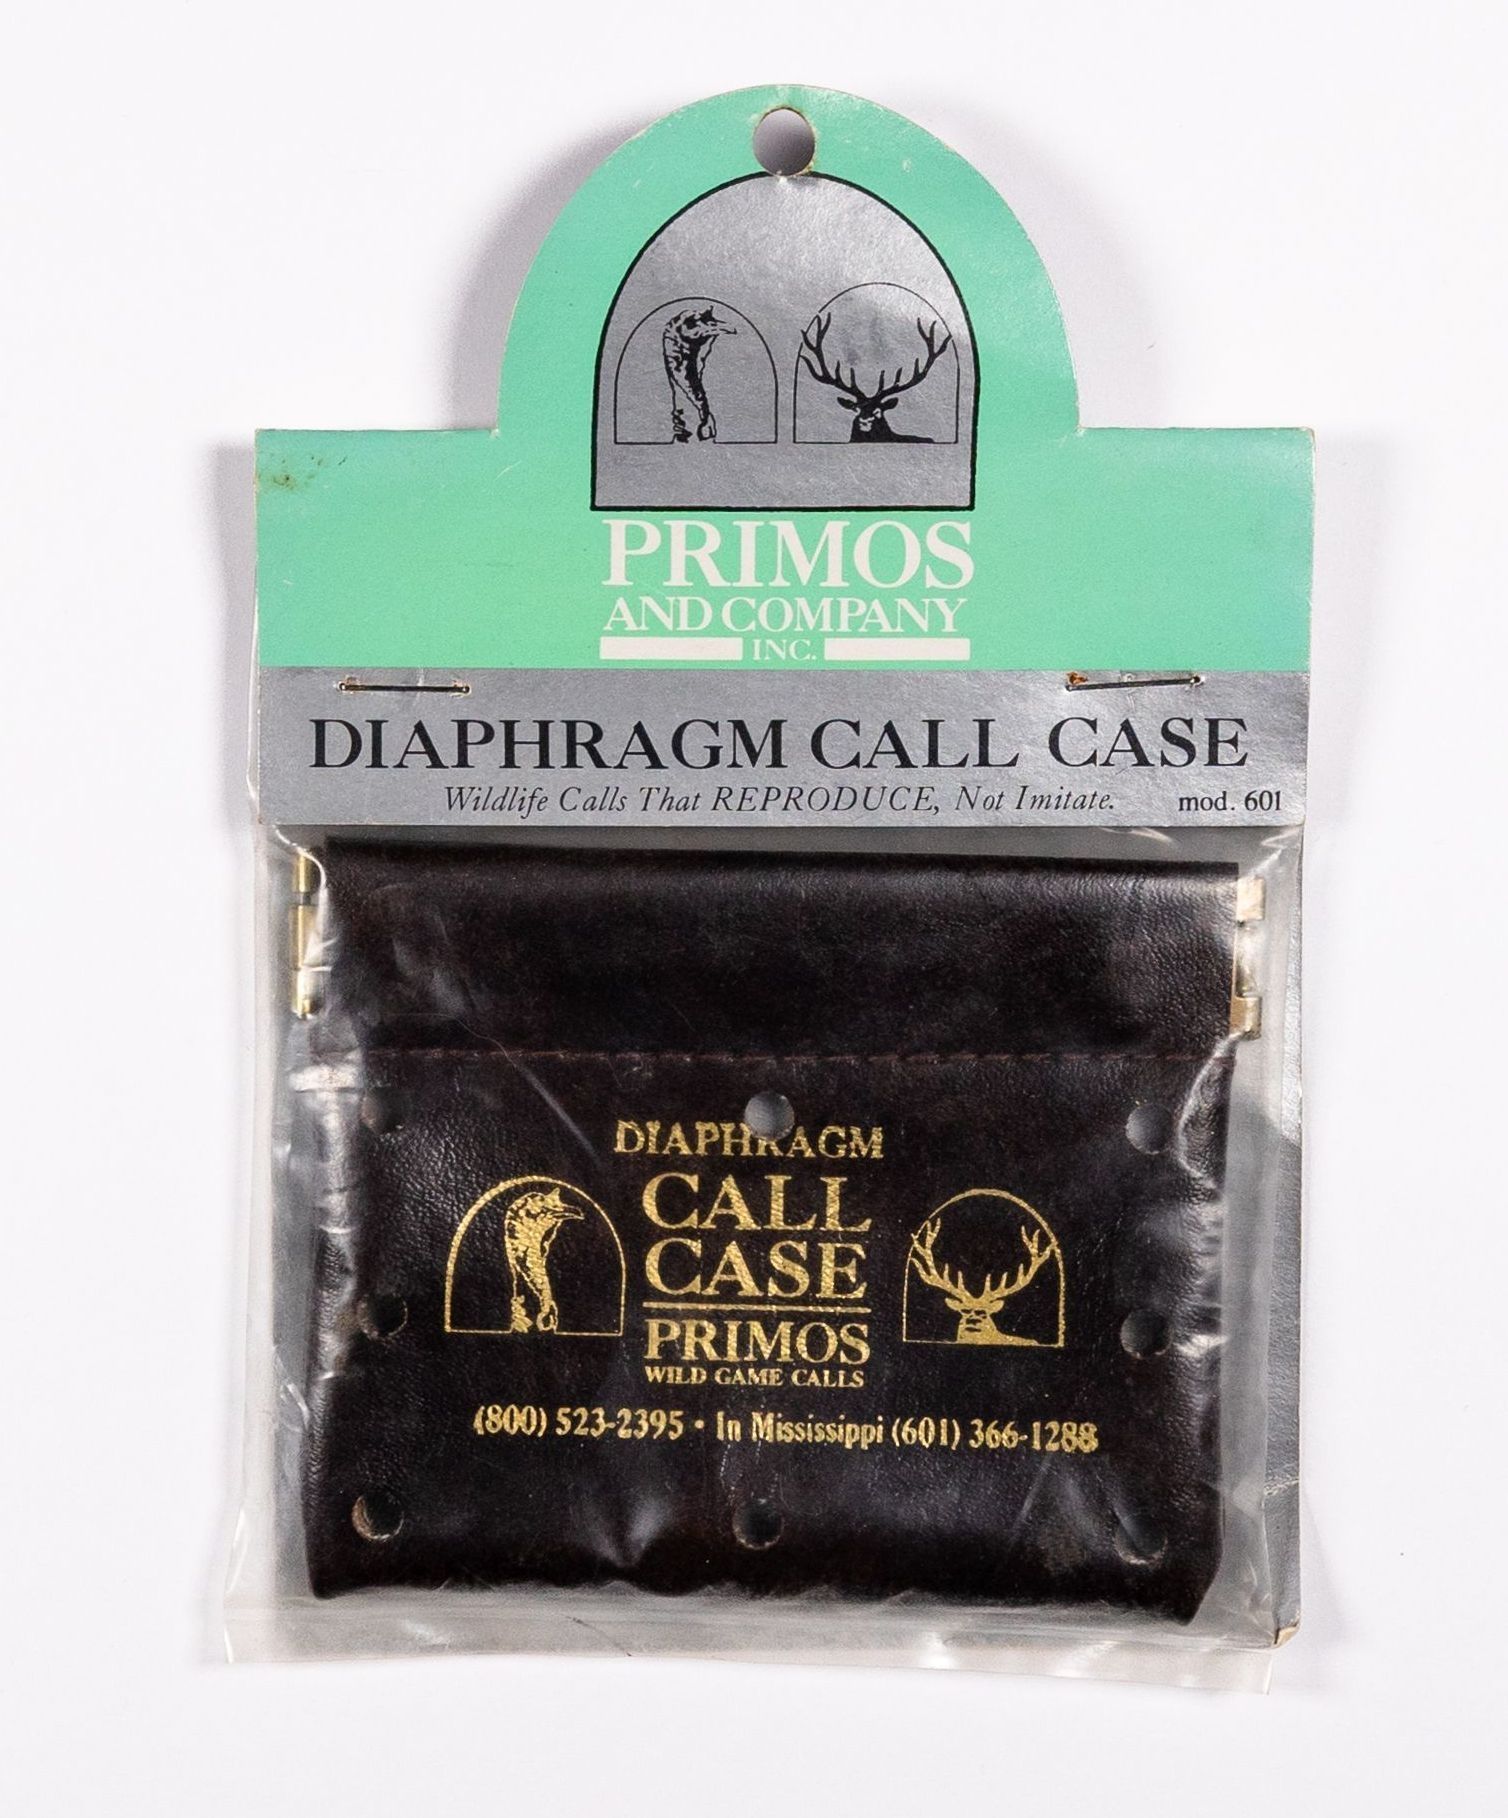 PRIMOS
AND COMPANY
INC.
DIAPHRAGM CALL CASE
Wildlife Calls That REPRODUCE, Not Imitate. mod. 601
DIAPHRAGM
CALL
CASE
PRIMOS
WILD GAME CALLS
(800) 523-2395 • In Mississippi (601) 366-1288